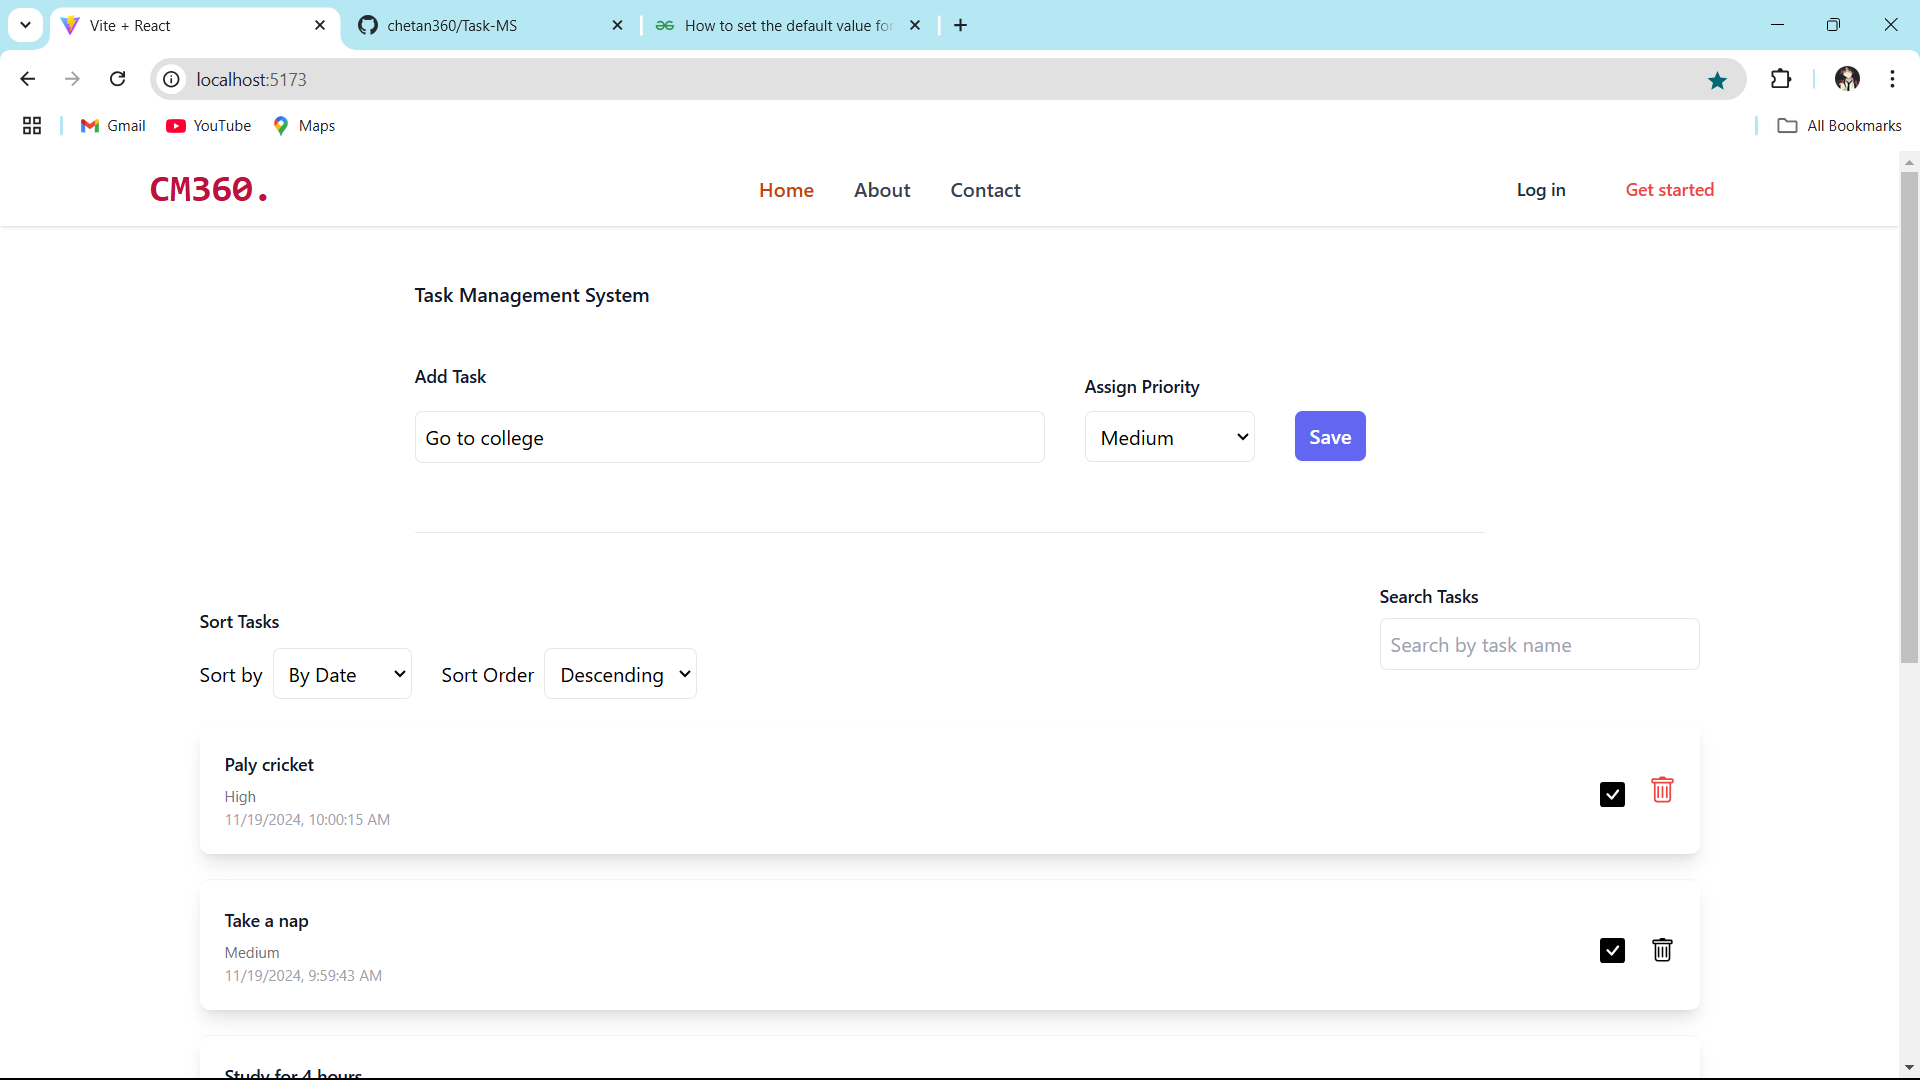 Vite + React
chetan360/Task-MS
How to set the default value for
localhost:5173
Gmail
YouTube
Maps
All Bookmarks
CM360.
Home
About
Contact
Log in
Get started
Task Management System
Add Task
Assign Priority
Go to college
Medium
Save
Search Tasks
Sort Tasks
Search by task name
Sort by
By Date
Sort Order
Descending
Paly cricket
High
11/19/2024, 10:00:15 AM
Take a nap
Medium
11/19/2024, 9:59:43 AM
Study for 4 hours